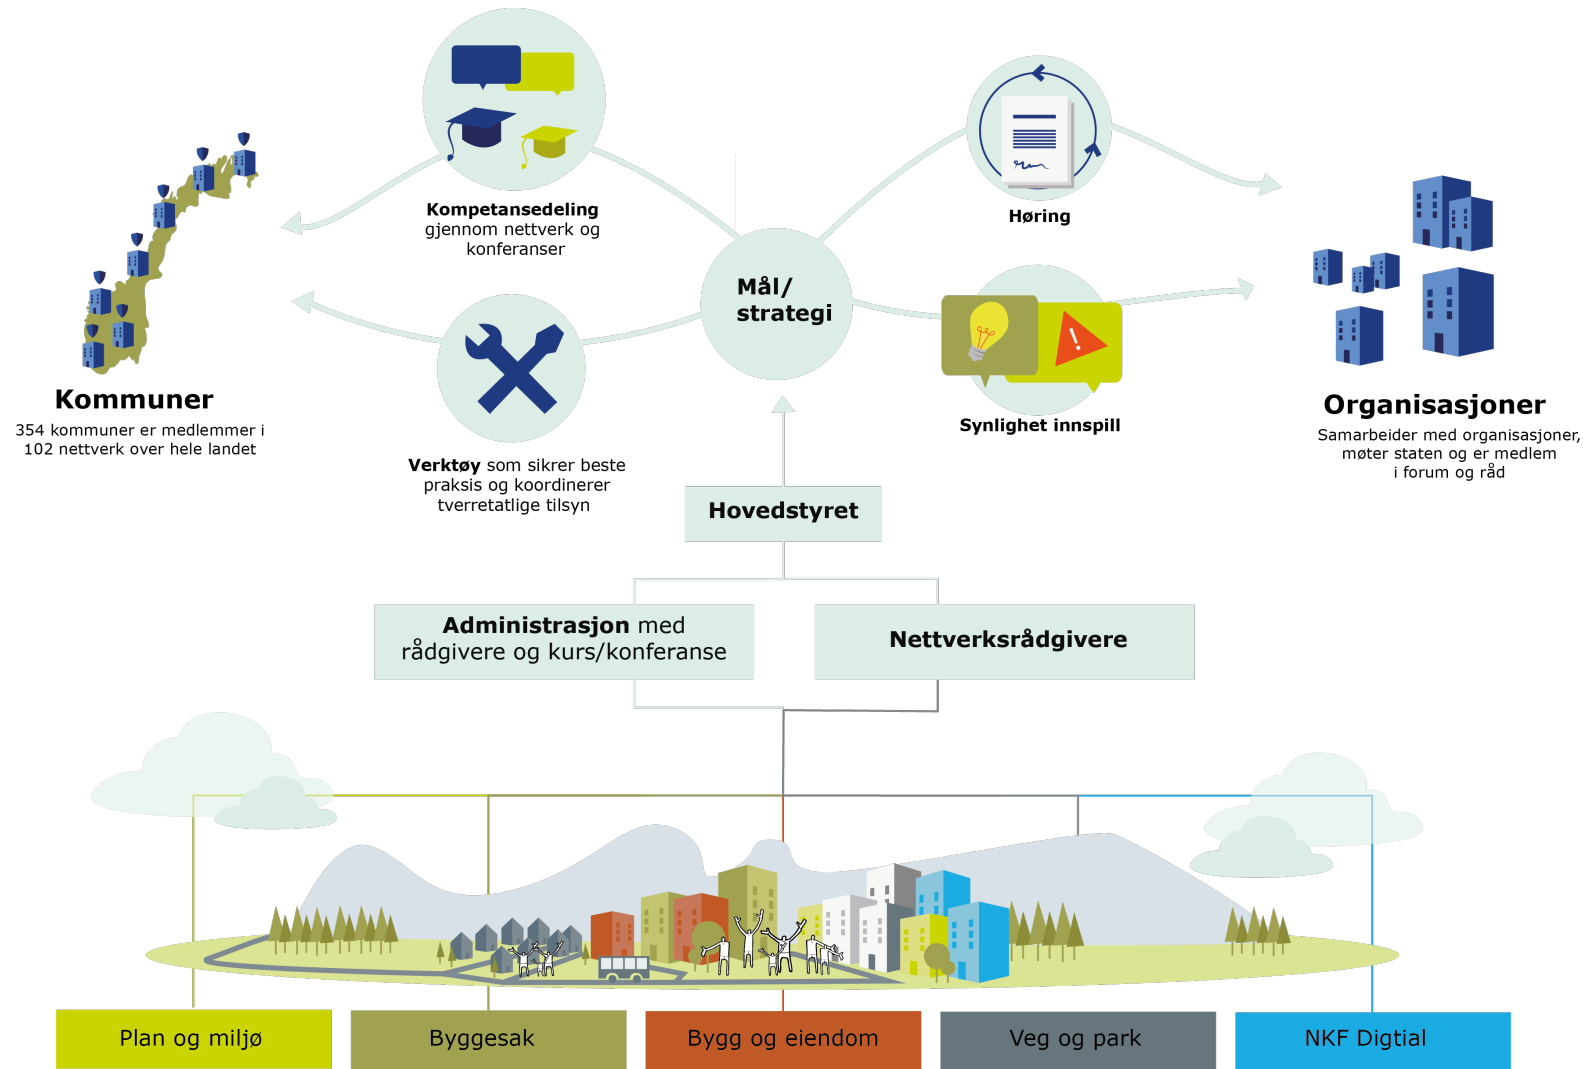 Kompetansedeling
gjennom nettverk og
konferanser
Høring
Mål/
strategi
Kommuner
354 kommuner er medlemmer i
102 nettverk over hele landet
Verktøy som sikrer beste
praksis og koordinerer
tverretatlige tilsyn
!
Synlighet innspill
Organisasjoner
Samarbeider med organisasjoner,
møter staten og er medlem
i forum og råd
Hovedstyret
Administrasjon med
rådgivere og kurs/konferanse
Nettverksrådgivere
Plan og miljø
Byggesak
Bygg og eiendom
Veg og park
NKF Digtial